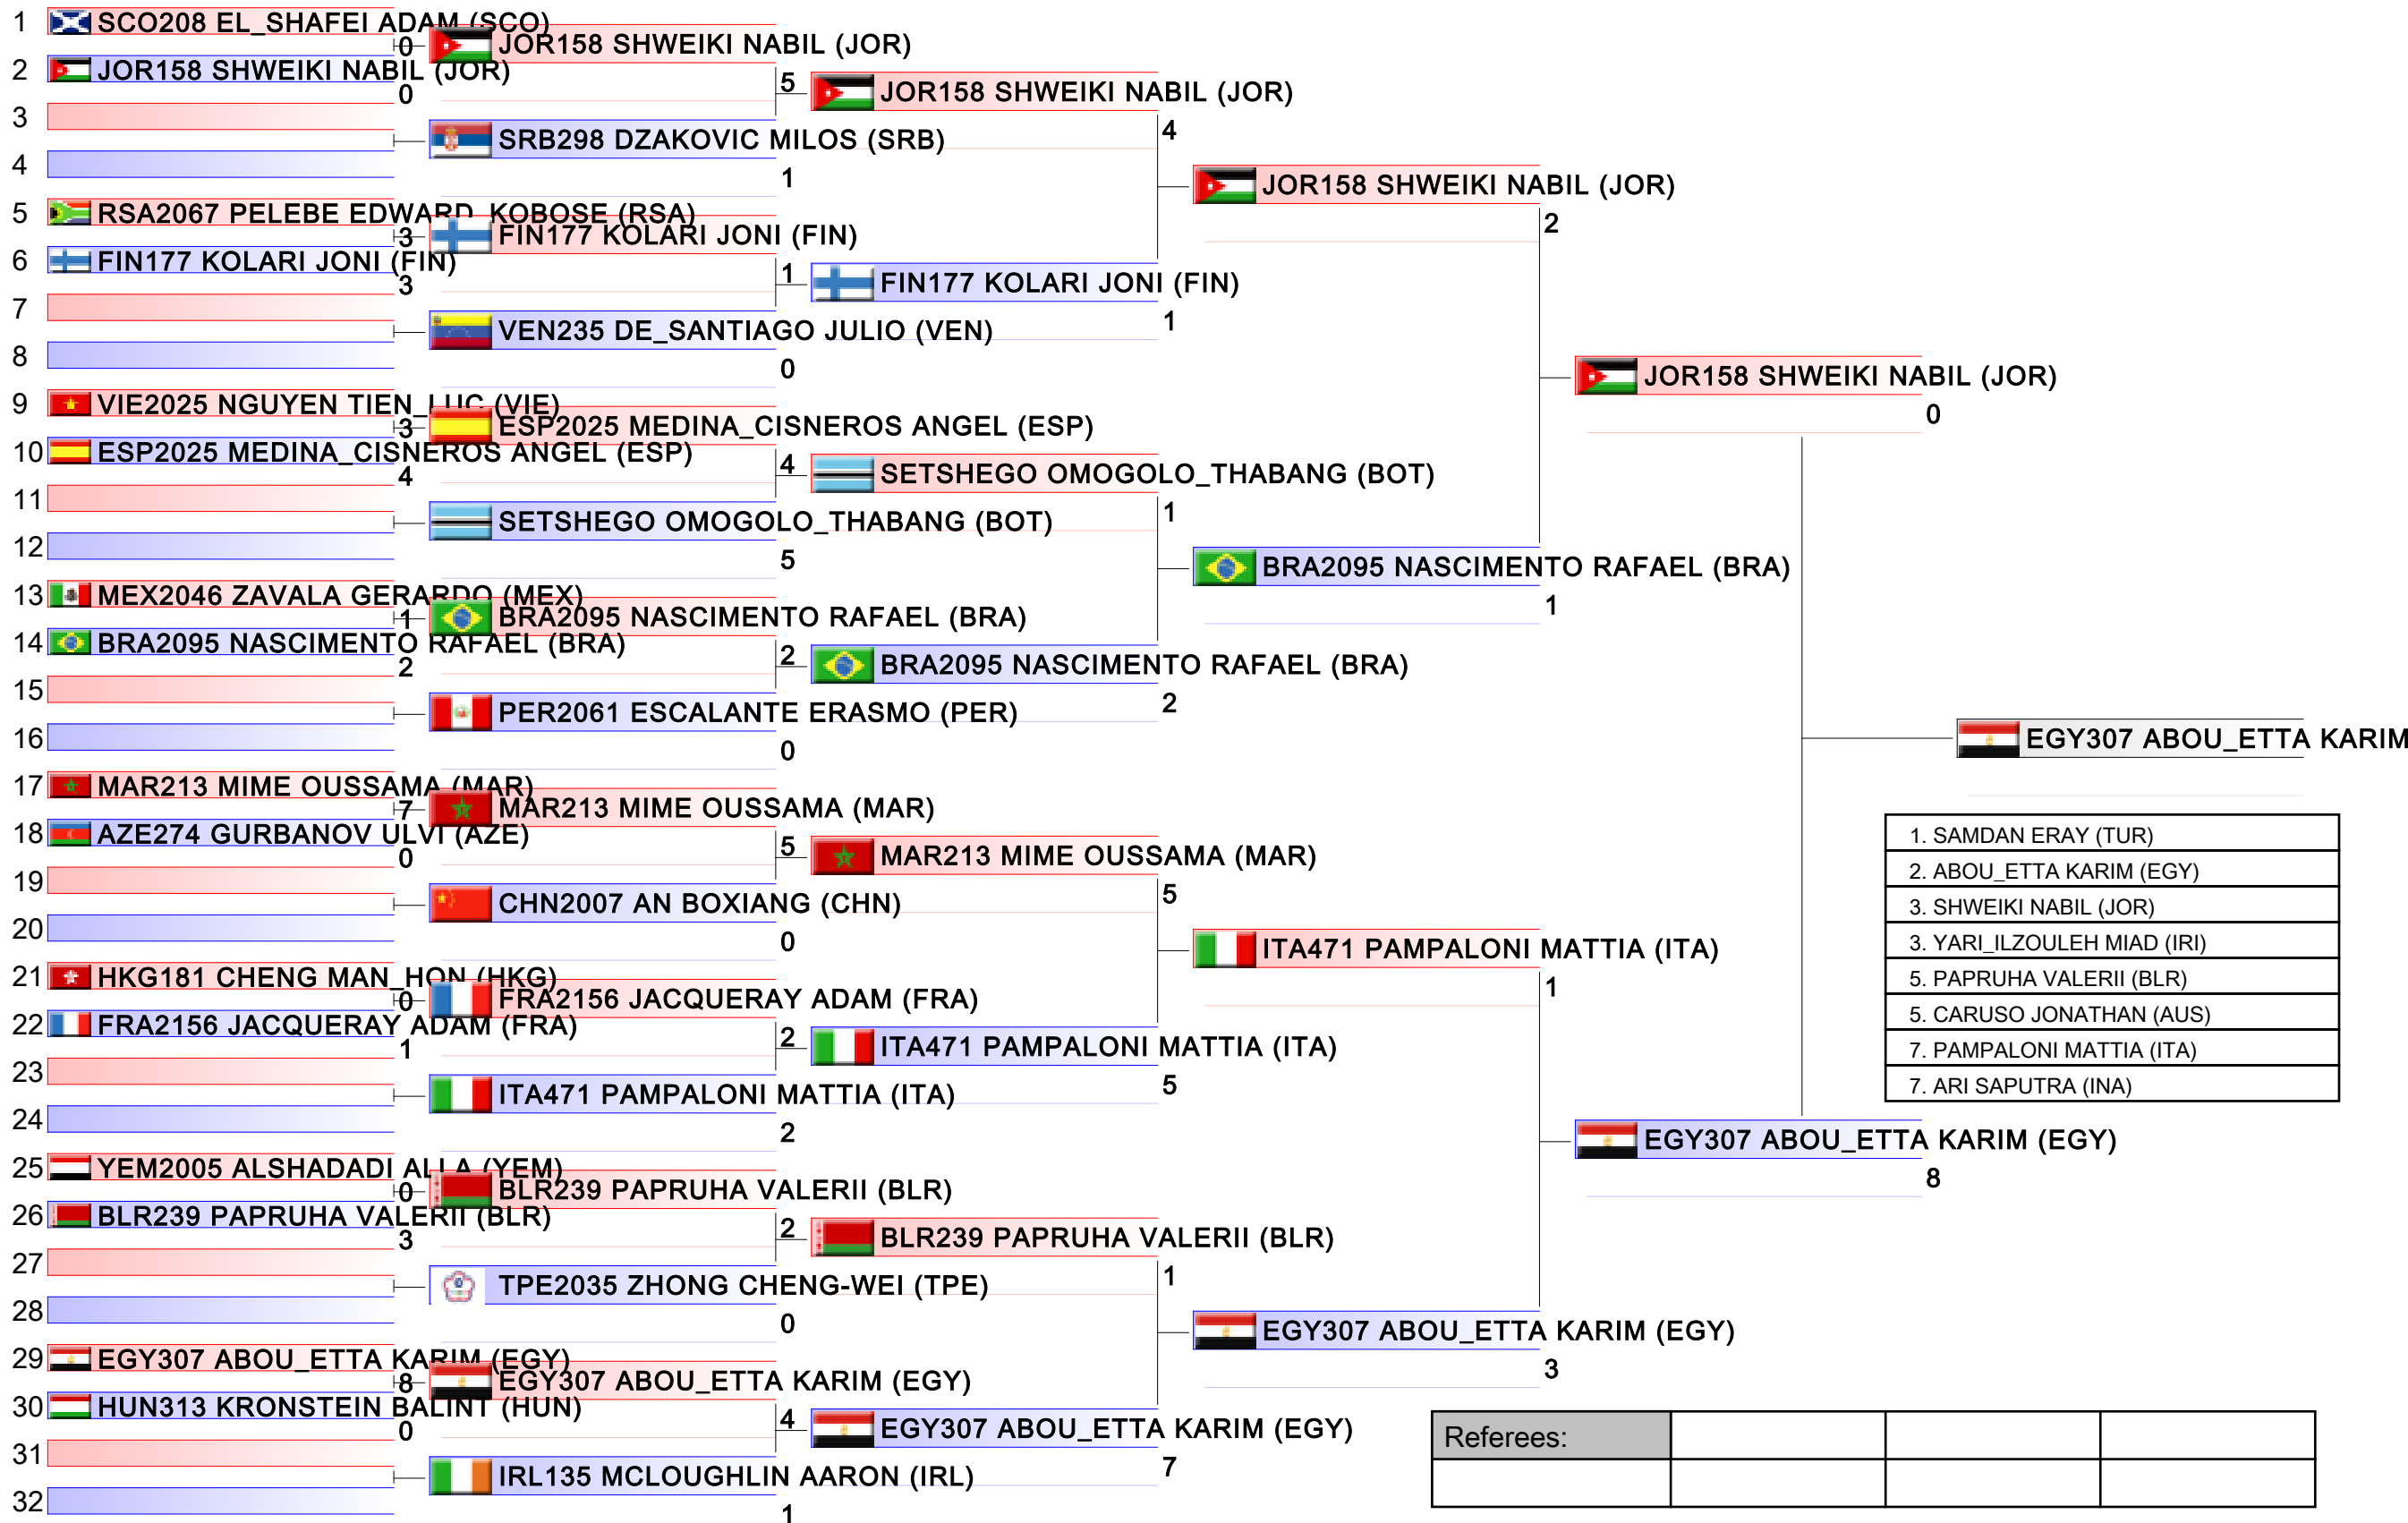 1 SCO208 EL_SHAFEI ADAM (SCO)
0
2 JOR158 SHWEIKI NABIL (JOR)
0
3
4
5 RSA2067 PELEBE EDWARD_KOBOSE (RSA)
3
6 FIN177 KOLARI JONI (FIN)
3
7
8
9 VIE2025 NGUYEN TIEN_LUC (VIE)
3
10 ESP2025 MEDINA_CISNEROS ANGEL (ESP)
4
11
12
13 MEX2046 ZAVALA GERARDO (MEX)
1
14 BRA2095 NASCIMENTO RAFAEL (BRA)
2
15
16
17 MAR213 MIME OUSSAMA (MAR)
7
18 AZE274 GURBANOV ULVI (AZE)
0
19
20
21 HKG181 CHENG MAN_HON (HKG)
0
22 FRA2156 JACQUERAY ADAM (FRA)
1
23
24
25 YEM2005 ALSHADADI ALLA (YEM)
0
26 BLR239 PAPRUHA VALERII (BLR)
3
27
28
29 EGY307 ABOU_ETTA KARIM (EGY)
8
30 HUN313 KRONSTEIN BALINT (HUN)
0
31
32
JOR158 SHWEIKI NABIL (JOR)
5
SRB298 DZAKOVIC MILOS (SRB)
1
FIN177 KOLARI JONI (FIN)
1
VEN235 DE_SANTIAGO JULIO (VEN)
0
ESP2025 MEDINA_CISNEROS ANGEL (ESP)
4
SETSHEGO OMOGOLO_THABANG (BOT)
5
BRA2095 NASCIMENTO RAFAEL (BRA)
2
PER2061 ESCALANTE ERASMO (PER)
0
MAR213 MIME OUSSAMA (MAR)
5
CHN2007 AN BOXIANG (CHN)
0
FRA2156 JACQUERAY ADAM (FRA)
2
ITA471 PAMPALONI MATTIA (ITA)
2
BLR239 PAPRUHA VALERII (BLR)
2
TPE2035 ZHONG CHENG-WEI (TPE)
0
EGY307 ABOU_ETTA KARIM (EGY)
4
IRL135 MCLOUGHLIN AARON (IRL)
1
JOR158 SHWEIKI NABIL (JOR)
4
FIN177 KOLARI JONI (FIN)
1
SETSHEGO OMOGOLO_THABANG (BOT)
1
BRA2095 NASCIMENTO RAFAEL (BRA)
2
MAR213 MIME OUSSAMA (MAR)
5
ITA471 PAMPALONI MATTIA (ITA)
5
BLR239 PAPRUHA VALERII (BLR)
1
EGY307 ABOU_ETTA KARIM (EGY)
7
JOR158 SHWEIKI NABIL (JOR)
2
BRA2095 NASCIMENTO RAFAEL (BRA)
1
ITA471 PAMPALONI MATTIA (ITA)
1
EGY307 ABOU_ETTA KARIM (EGY)
3
JOR158 SHWEIKI NABIL (JOR)
0
EGY307 ABOU_ETTA KARIM (EGY)
8
EGY307 ABOU_ETTA KARIM
1. SAMDAN ERAY (TUR)
2. ABOU_ETTA KARIM (EGY)
3. SHWEIKI NABIL (JOR)
3. YARI_ILZOULEH MIAD (IRI)
5. PAPRUHA VALERII (BLR)
5. CARUSO JONATHAN (AUS)
7. PAMPALONI MATTIA (ITA)
7. ARI SAPUTRA (INA)
Referees: